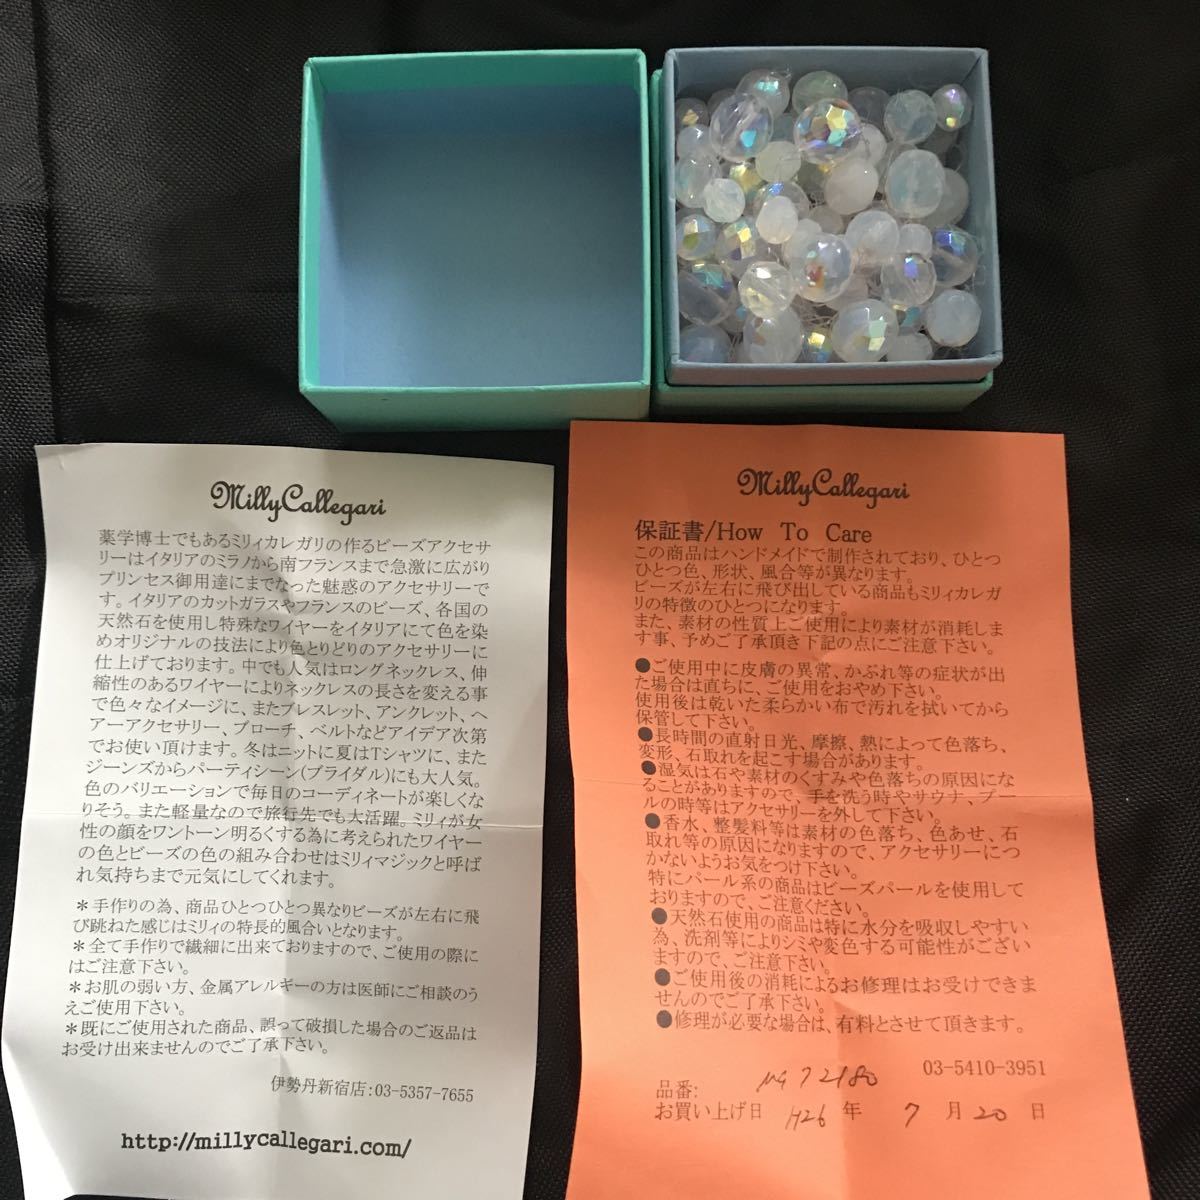 MillyCallegari
薬学博士でもあるミリィカレガリの作るビーズアクセサ
リーはイタリアのミラノから南フランスまで急激に広がり
プリンセス御用達にまでなった魅惑のアクセサリーで
す。イタリアのカットガラスやフランスのビーズ、各国の
天然石を使用し特殊なワイヤーをイタリアにて色を染
めオリジナルの技法により色とりどりのアクセサリーに
仕上げております。中でも人気はロングネックレス、伸
縮性のあるワイヤーによりネックレスの長さを変える事
で色々なイメージに、またブレスレット、アンクレット、ヘ
アーアクセサリー、ブローチ、ベルトなどアイデア次第
でお使い頂けます。冬はニットに夏はTシャツに、また
ジーンズからパーティシーン(ブライダル)にも大人気。
色のバリエーションで毎日のコーディネートが楽しくな
りそう。また軽量なので旅行先でも大活躍。ミリィが女
性の顔をワントーン明るくする為に考えられたワイヤー
の色とビーズの色の組み合わせはミリィマジックと呼ば
れ気持ちまで元気にしてくれます。
＊手作りの為、商品ひとつひとつ異なりビーズが左右に飛
び跳ねた感じはミリィの特長的風合いとなります。
＊全て手作りで繊細に出来ておりますので、ご使用の際に
はご注意下さい。
＊お肌の弱い方、金属アレルギーの方は医師にご相談のう
えご使用下さい。
＊既にご使用された商品、誤って破損した場合のご返品は
お受け出来ませんのでご了承下さい。
伊勢丹新宿店:03-5357-7655
http://millycallegari.com/
MillyCallegari
保証書/How To Care
この商品はハンドメイドで制作されており、ひとつ
ひとつ色、形状、風合等が異なります。
ビーズが左右に飛び出している商品もミリィカレガ
リの特徴のひとつになります。
また、素材の性質上ご使用により素材が消耗しま
す事、予めご了承頂き下記の点にご注意下さい。
●ご使用中に皮膚の異常、かぶれ等の症状が出
た場合は直ちに、ご使用をおやめ下さい。
使用後は乾いた柔らかい布で汚れを拭いてから
保管して下さい。
●長時間の直射日光、摩擦、熱によって色落ち、
変形、石取れを起こす場合があります。
●湿気は石や素材のくすみや色落ちの原因にな
ることがありますので、手を洗う時やサウナ、プー
ルの時等はアクセサリーを外して下さい。
●香水、整髪料等は素材の色落ち、色あせ、石
取れ等の原因になりますので、アクセサリーにつ
かないようお気をつけ下さい。
特にパール系の商品はビーズパールを使用して
おりますので、ご注意ください。
●天然石使用の商品は特に水分を吸収しやすい
為、洗剤等によりシミや変色する可能性がござい
ますので、ご注意下さい。
●ご使用後の消耗によるお修理はお受けできま
せんのでご了承下さい。
●修理が必要な場合は、有料とさせて頂きます。
03-5410-3951
品番:
お買い上げ日 H26 年 7 月 20 日